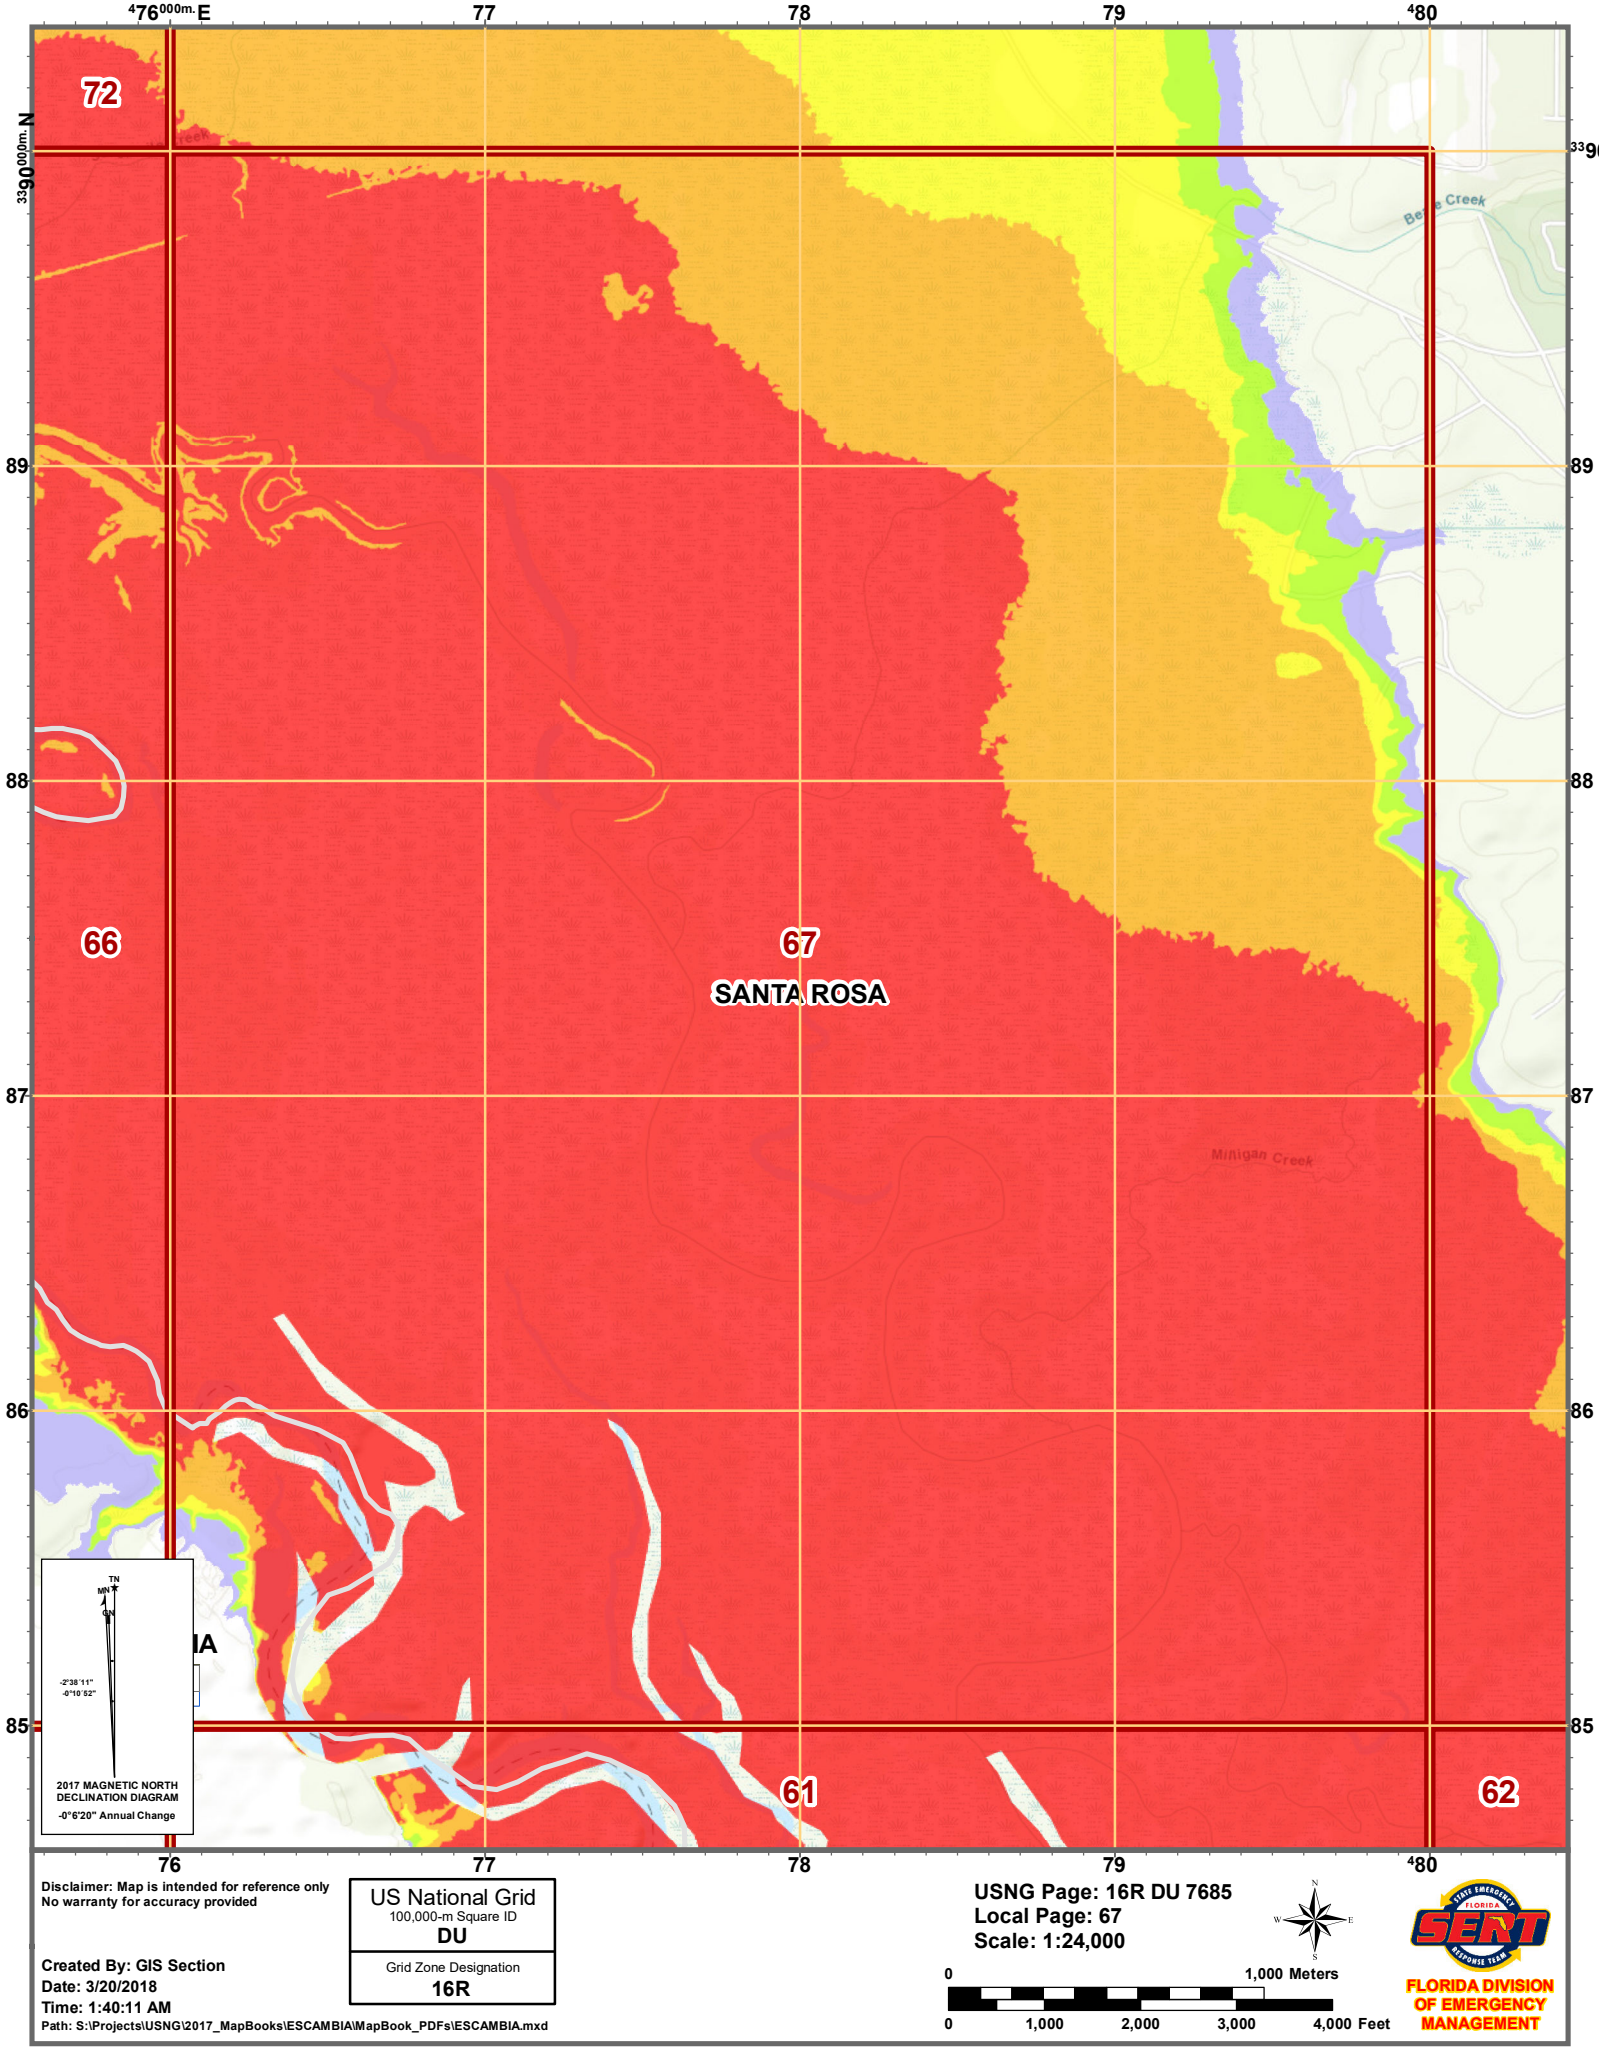 476000m.E 77 78 79 480
72
3390000m.N
3390
Creek
Creek
89 89
88 88
66
67
SANTA ROSA
87 87
Milligan Creek
86 86
TN
MN
GN
IA
-2°38'11"
-0°10'52"
85 85
2017 MAGNETIC NORTH
DECLINATION DIAGRAM
-0°6'20" Annual Change
61
62
76 77 78 79 480
Disclaimer: Map is intended for reference only
No warranty for accuracy provided
Created By: GIS Section
Date: 3/20/2018
Time: 1:40:11 AM
Path: S:\Projects\USNG\2017_MapBooks\ESCAMBIA\MapBook_PDFs\ESCAMBIA.mxd
US National Grid
100,000-m Square ID
DU
Grid Zone Designation
16R
USNG Page: 16R DU 7685
Local Page: 67
Scale: 1:24,000
N
W E
S
0 1,000 Meters
0 1,000 2,000 3,000 4,000 Feet
STATE EMERGENCY
FLORIDA
SERT
RESPONSE TEAM
FLORIDA DIVISION
OF EMERGENCY
MANAGEMENT